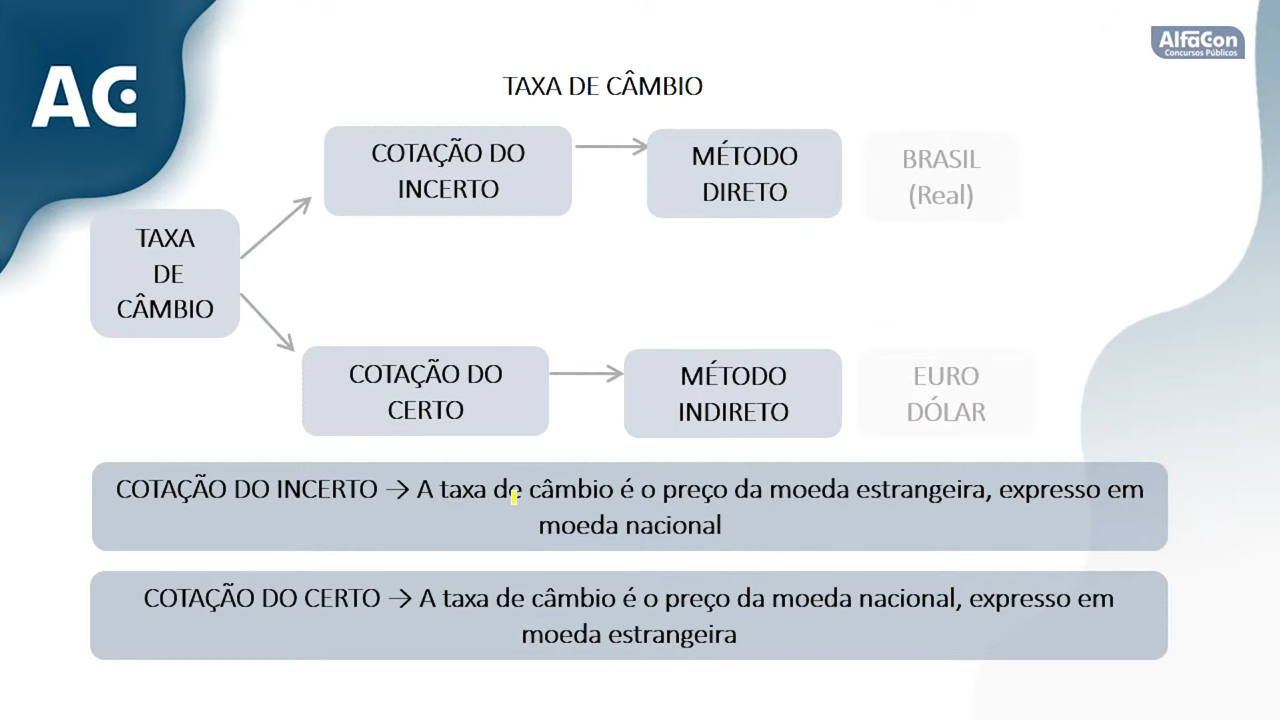 AC
AlfaCon
Concursos Públicos
TAXA DE CÂMBIO
COTAÇÃO DO
INCERTO
MÉTODO
DIRETO
BRASIL
(Real)
TAXA
DE
CÂMBIO
COTAÇÃO DO
CERTO
MÉTODO
INDIRETO
EURO
DÓLAR
COTAÇÃO DO INCERTO → A taxa de câmbio é o preço da moeda estrangeira, expresso em
moeda nacional
COTAÇÃO DO CERTO → A taxa de câmbio é o preço da moeda nacional, expresso em
moeda estrangeira